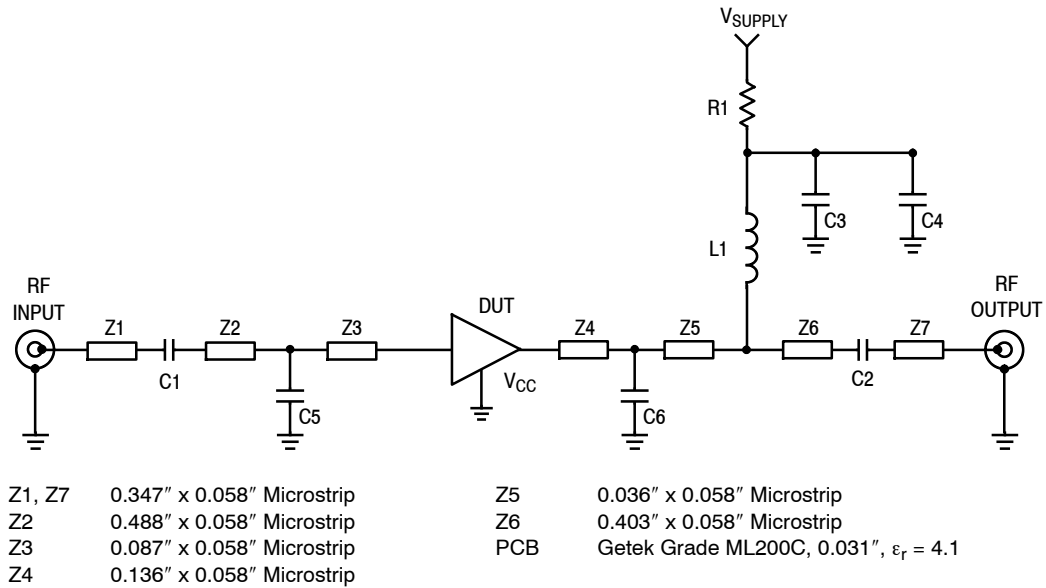 V_SUPPLY
R1
C3
C4
L1
RF
INPUT
Z1
Z2
Z3
DUT
Z4
Z5
Z6
Z7
RF
OUTPUT
C1
C5
V_CC
C6
C2
Z1, Z7 0.347″ x 0.058″ Microstrip
Z2 0.488″ x 0.058″ Microstrip
Z3 0.087″ x 0.058″ Microstrip
Z4 0.136″ x 0.058″ Microstrip
Z5 0.036″ x 0.058″ Microstrip
Z6 0.403″ x 0.058″ Microstrip
PCB Getek Grade ML200C, 0.031″, ε_r = 4.1